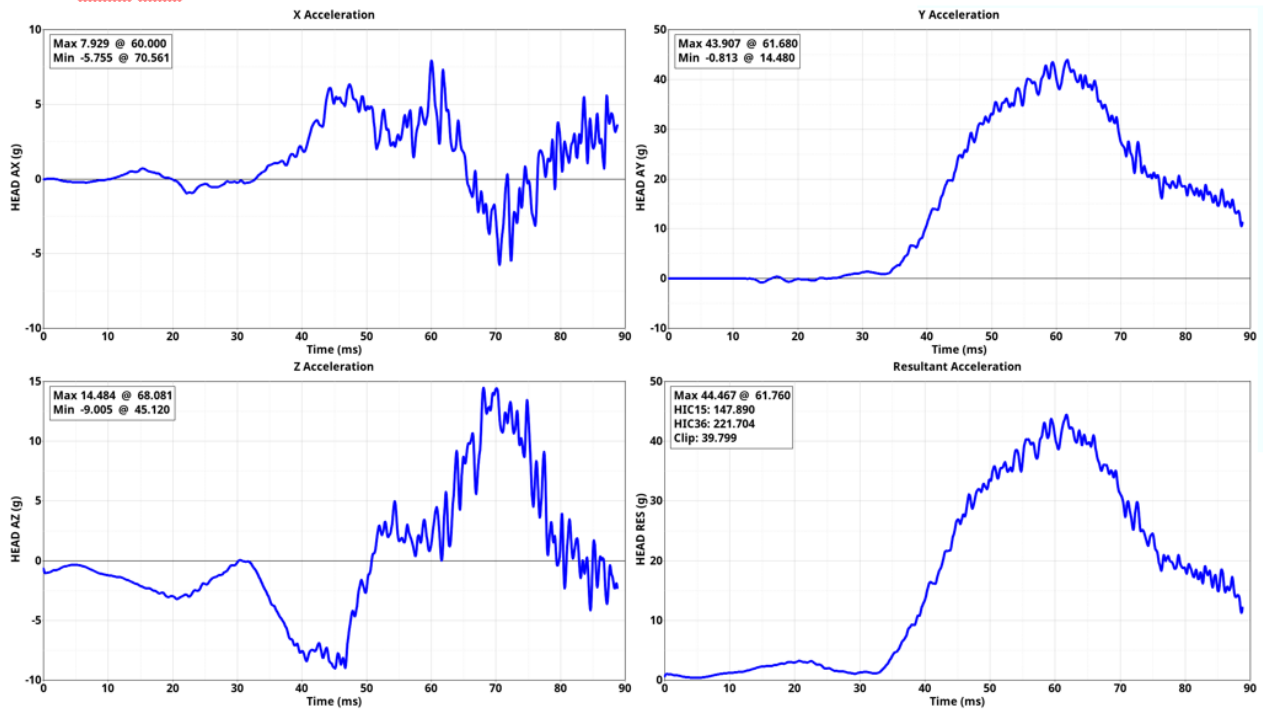 X Acceleration
Max 7.929 @ 60.000
Min -5.755 @ 70.561
HEAD AX (g)
10
5
0
-5
-10
0 10 20 30 40 50 60 70 80 90
Time (ms)
Y Acceleration
Max 43.907 @ 61.680
Min -0.813 @ 14.480
HEAD AY (g)
50
40
30
20
10
0
-10
0 10 20 30 40 50 60 70 80 90
Time (ms)
Z Acceleration
Max 14.484 @ 68.081
Min -9.005 @ 45.120
HEAD AZ (g)
15
10
5
0
-5
-10
0 10 20 30 40 50 60 70 80 90
Time (ms)
Resultant Acceleration
Max 44.467 @ 61.760
HIC15: 147.890
HIC36: 221.704
Clip: 39.799
HEAD RES (g)
50
40
30
20
10
0
0 10 20 30 40 50 60 70 80 90
Time (ms)